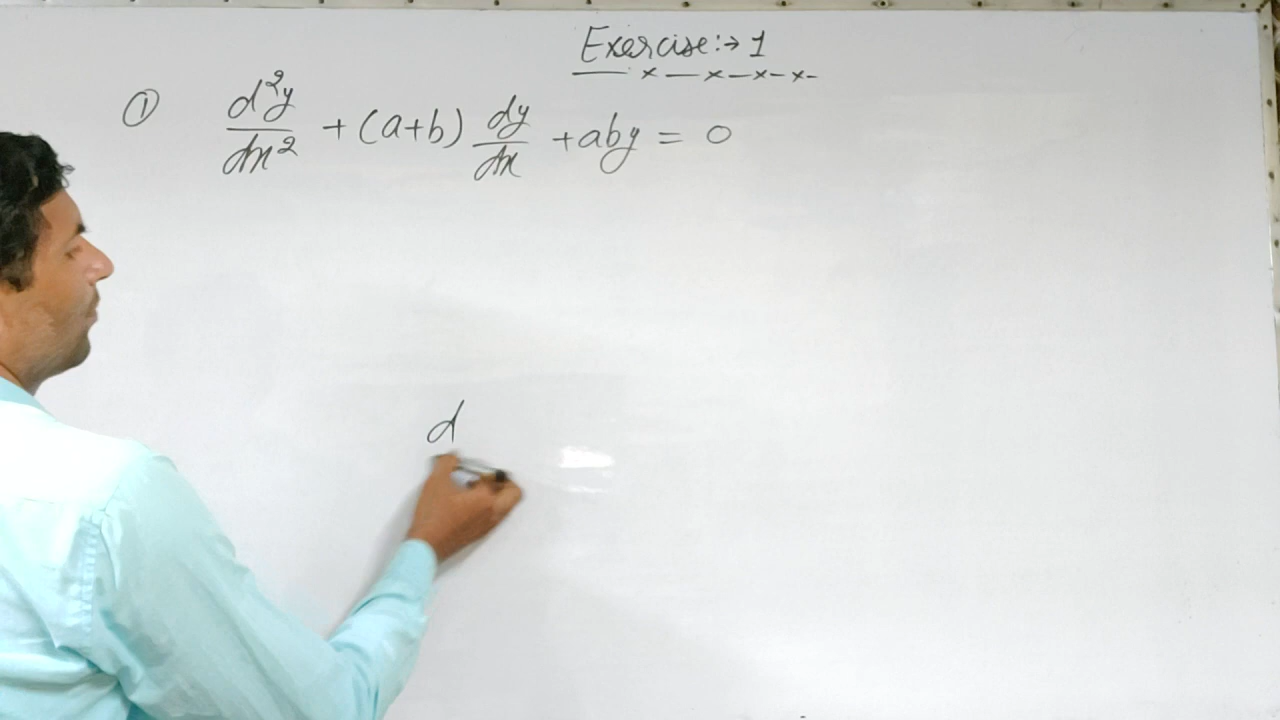 Exercise:→ 1
① d²y/dx² + (a+b) dy/dx + aby = 0
d